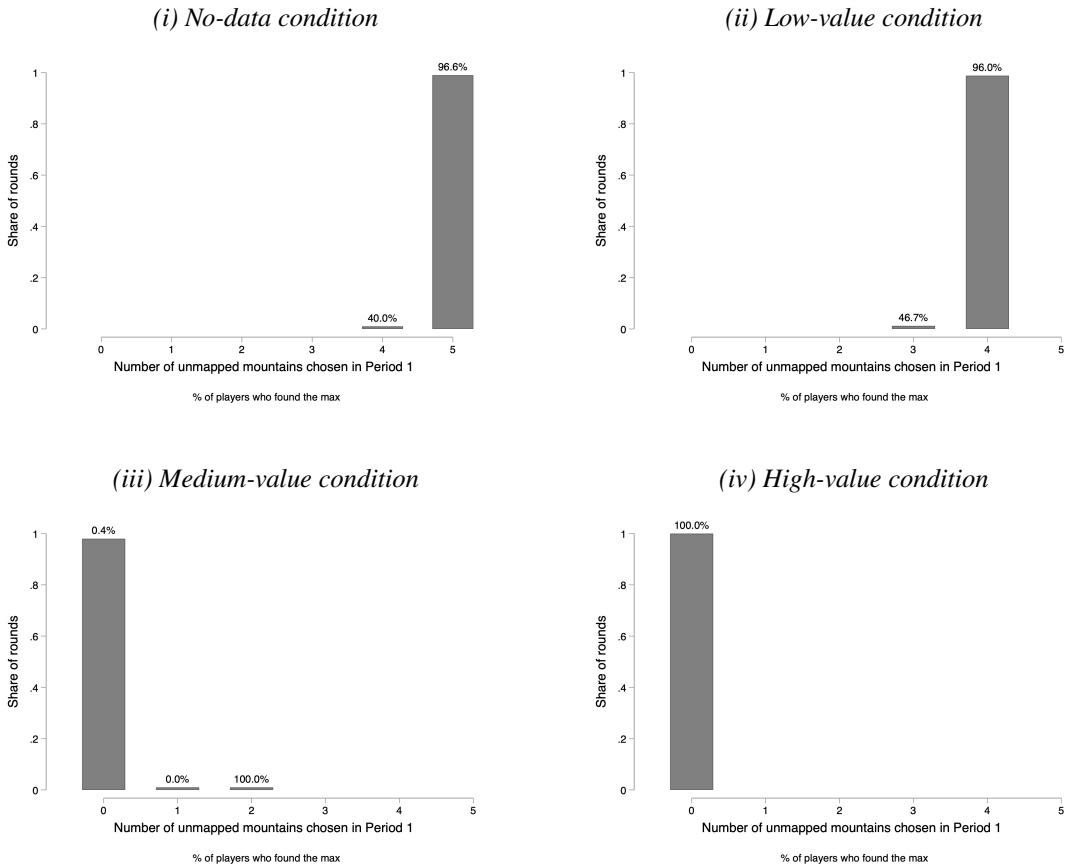 (i) No-data condition
96.6%
1
.8
.6
.4
.2
0
Share of rounds
40.0%
0 1 2 3 4 5
Number of unmapped mountains chosen in Period 1
% of players who found the max
(ii) Low-value condition
96.0%
1
.8
.6
.4
.2
0
Share of rounds
46.7%
0 1 2 3 4 5
Number of unmapped mountains chosen in Period 1
% of players who found the max
(iii) Medium-value condition
0.4%
1
.8
.6
.4
.2
0
Share of rounds
0.0% 100.0%
0 1 2 3 4 5
Number of unmapped mountains chosen in Period 1
% of players who found the max
(iv) High-value condition
100.0%
1
.8
.6
.4
.2
0
Share of rounds
0 1 2 3 4 5
Number of unmapped mountains chosen in Period 1
% of players who found the max